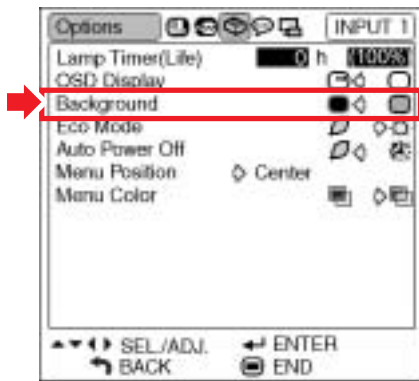 Options INPUT 1
Lamp Timer(Life) 0 h (100%)
OSD Display
Background
Eco Mode
Auto Power Off
Menu Position Center
Menu Color
SEL./ADJ. ENTER
BACK END